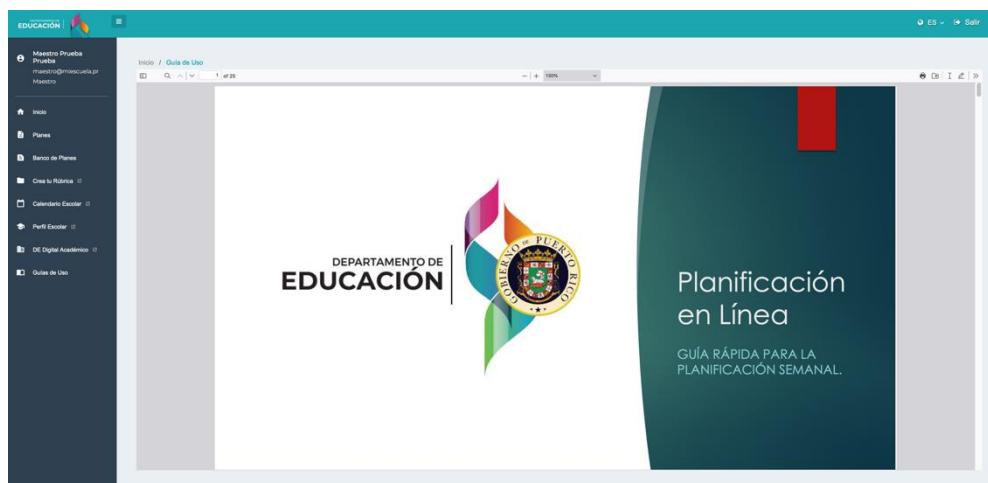 DEPARTAMENTO DE
EDUCACIÓN
ES
Salir
Maestro Prueba
Prueba
maestro@miescuela.pr
Maestro
Inicio
Planes
Banco de Planes
Crea tu Rúbrica
Calendario Escolar
Perfil Escolar
DE Digital Académico
Guías de Uso
Inicio / Guía de Uso
1 of 25
100%
DEPARTAMENTO DE
EDUCACIÓN
GOBIERNO DE PUERTO RICO
Planificación
en Línea
GUÍA RÁPIDA PARA LA
PLANIFICACIÓN SEMANAL.